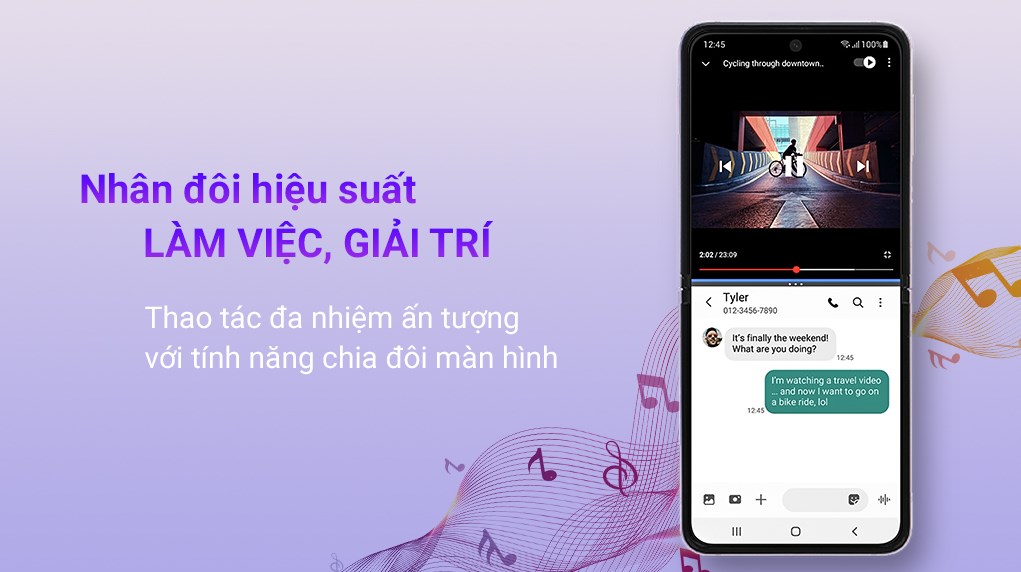 Nhân đôi hiệu suất
LÀM VIỆC, GIẢI TRÍ
Thao tác đa nhiệm ấn tượng
với tính năng chia đôi màn hình
12:45
100%
Cycling through downtown..
2:02 / 23:09
Tyler
012-3456-7890
It's finally the weekend!
What are you doing?
12:45
I'm watching a travel video
... and now I want to go on
a bike ride, lol
12:45